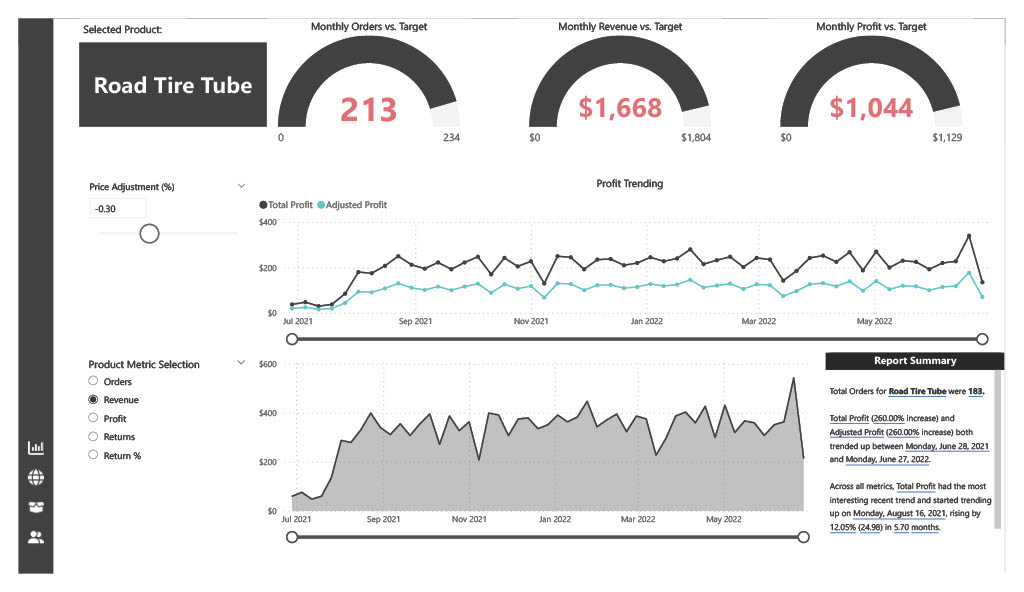 Selected Product:
Road Tire Tube
Monthly Orders vs. Target
213
0
234
Monthly Revenue vs. Target
$1,668
$0
$1,804
Monthly Profit vs. Target
$1,044
$0
$1,129
Price Adjustment (%)
-0.30
Profit Trending
Total Profit
Adjusted Profit
$400
$200
$0
Jul 2021
Sep 2021
Nov 2021
Jan 2022
Mar 2022
May 2022
Product Metric Selection
Orders
Revenue
Profit
Returns
Return %
$600
$400
$200
$0
Jul 2021
Sep 2021
Nov 2021
Jan 2022
Mar 2022
May 2022
Report Summary
Total Orders for Road Tire Tube were 183.
Total Profit (260.00% increase) and
Adjusted Profit (260.00% increase) both
trended up between Monday, June 28, 2021
and Monday, June 27, 2022.
Across all metrics, Total Profit had the most
interesting recent trend and started trending
up on Monday, August 16, 2021, rising by
12.05% (24.98) in 5.70 months.